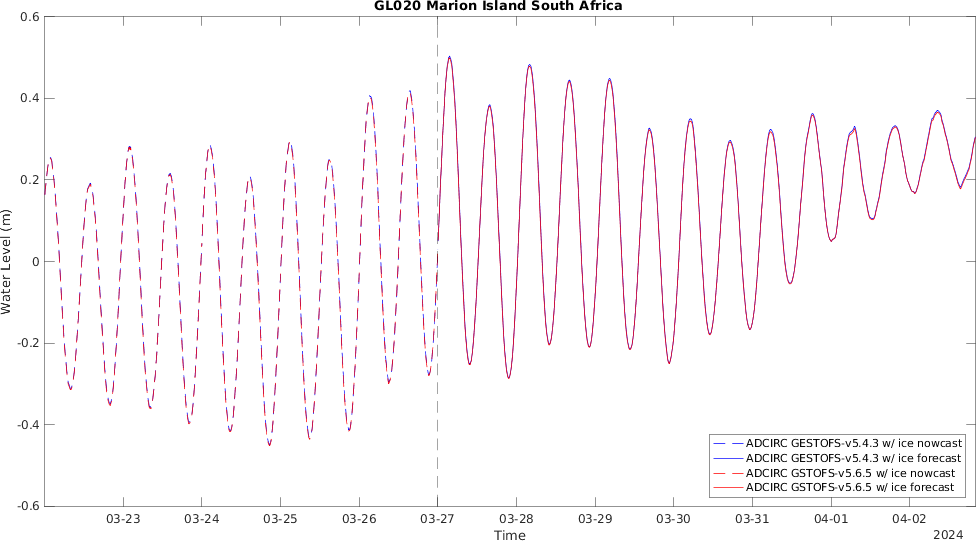 GL020 Marion Island South Africa
0.6
0.4
0.2
0
-0.2
-0.4
-0.6
Water Level (m)
ADCIRC GESTOFS-v5.4.3 w/ ice nowcast
ADCIRC GESTOFS-v5.4.3 w/ ice forecast
ADCIRC GSTOFS-v5.6.5 w/ ice nowcast
ADCIRC GSTOFS-v5.6.5 w/ ice forecast
03-23 03-24 03-25 03-26 03-27 03-28 03-29 03-30 03-31 04-01 04-02
Time
2024